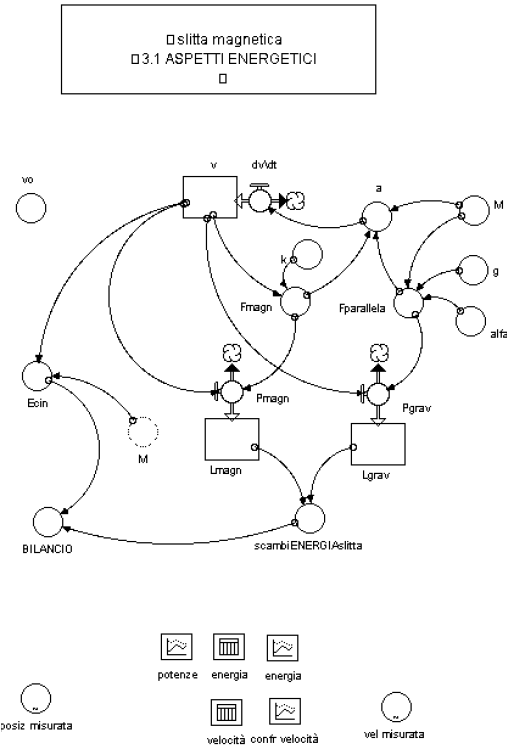 slitta magnetica
3.1 ASPETTI ENERGETICI
vo
v
dv\dt
a
M
k
g
Fmagn
Fparallela
alfa
Ecin
Pmagn
Pgrav
M
Lmagn
Lgrav
BILANCIO
scambiENERGIAslitta
potenze
energia
energia
posiz misurata
velocità
confr velocità
vel misurata